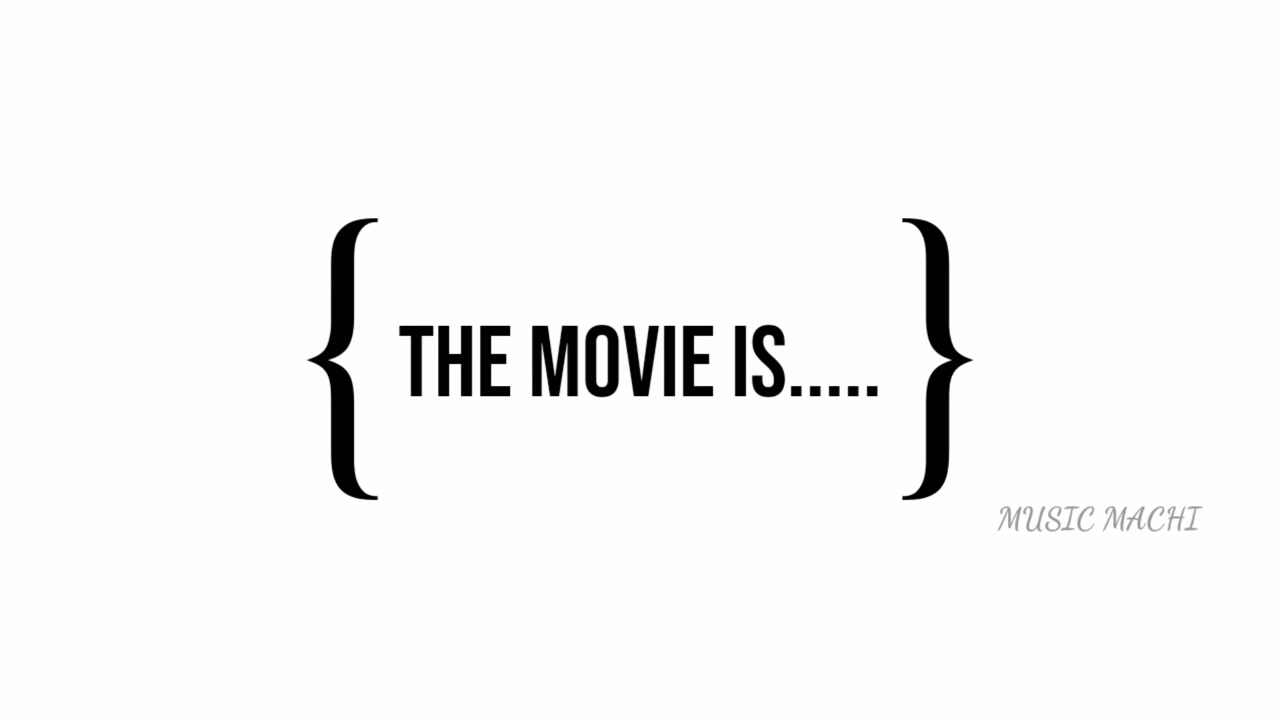 { THE MOVIE IS..... }
MUSIC MACHI